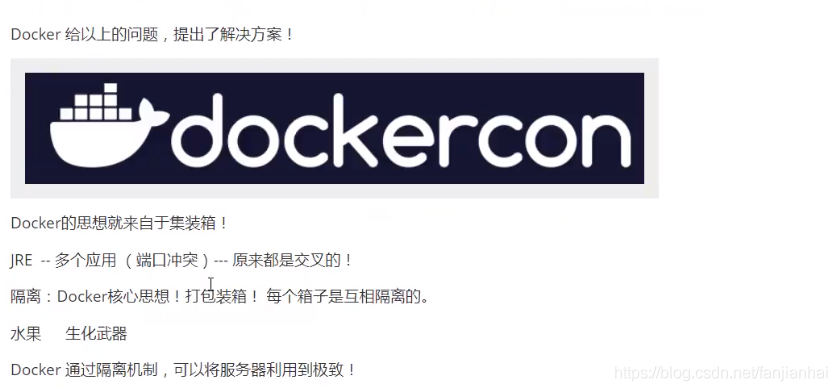 Docker 给以上的问题，提出了解决方案！
dockercon
Docker的思想就来自于集装箱！
JRE -- 多个应用（端口冲突）--- 原来都是交叉的！
隔离：Docker核心思想！打包装箱！ 每个箱子是互相隔离的。
水果 生化武器
Docker 通过隔离机制，可以将服务器利用到极致！
https://blog.csdn.net/fanjianhai